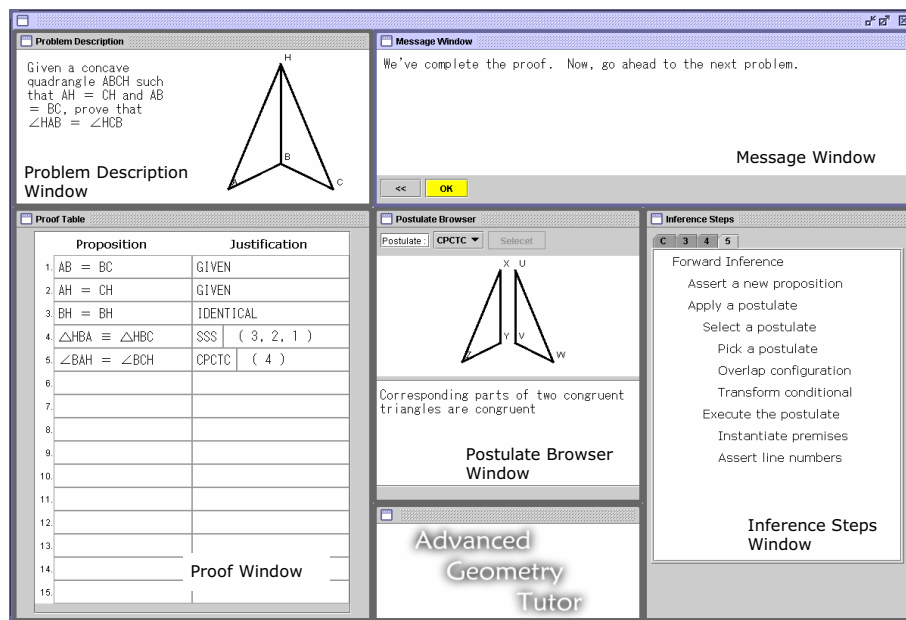 Problem Description
Given a concave
quadrangle ABCH such
that AH = CH and AB
= BC, prove that
∠HAB = ∠HCB
H
B
A
C
Problem Description
Window
Message Window
We've complete the proof. Now, go ahead to the next problem.
Message Window
<< OK
Proof Table
Proposition Justification
1. AB = BC GIVEN
2. AH = CH GIVEN
3. BH = BH IDENTICAL
4. △HBA ≡ △HBC SSS ( 3, 2, 1 )
5. ∠BAH = ∠BCH CPCTC ( 4 )
6.
7.
8.
9.
10.
11.
12.
13.
14.
15.
Proof Window
Postulate Browser
Postulate : CPCTC Selecet
X U
Y V
Z W
Corresponding parts of two congruent
triangles are congruent
Postulate Browser
Window
Advanced
Geometry
Tutor
Inference Steps
C 3 4 5
Forward Inference
Assert a new proposition
Apply a postulate
Select a postulate
Pick a postulate
Overlap configuration
Transform conditional
Execute the postulate
Instantiate premises
Assert line numbers
Inference Steps
Window